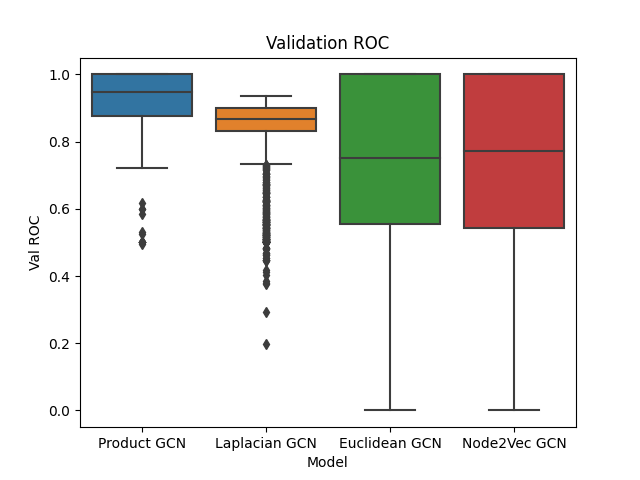 Validation ROC
1.0
0.8
0.6
0.4
0.2
0.0
Val ROC
Product GCN
Laplacian GCN
Euclidean GCN
Node2Vec GCN
Model